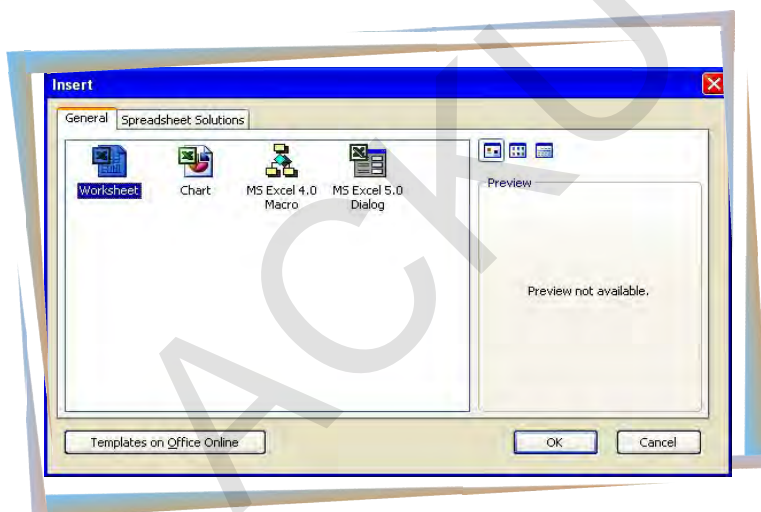 Insert
General Spreadsheet Solutions
Worksheet Chart MS Excel 4.0 Macro MS Excel 5.0 Dialog
Preview
Preview not available.
Templates on Office Online OK Cancel
ACKU